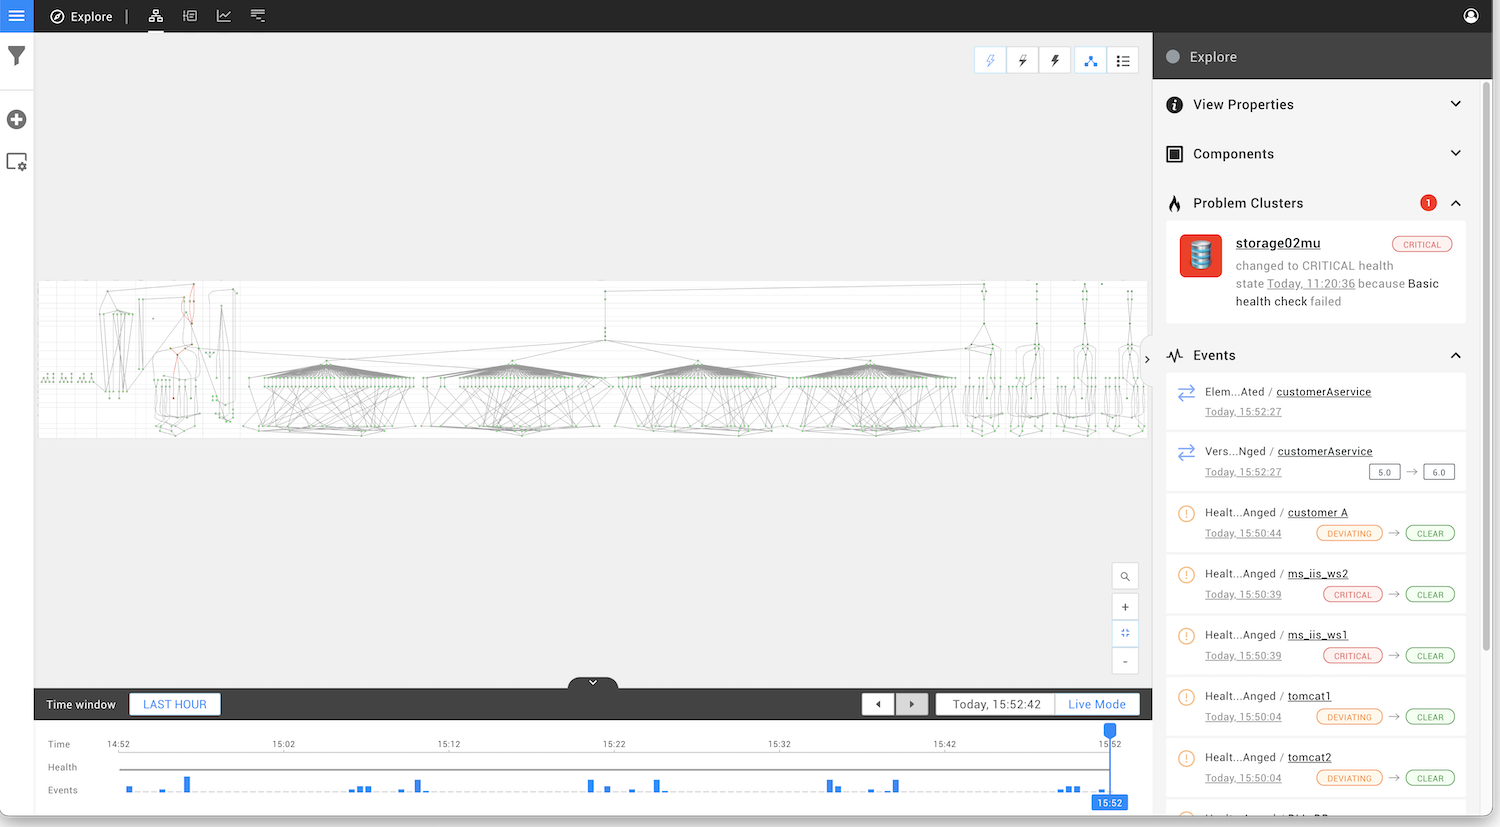 Explore
Explore
View Properties
Components
Problem Clusters 1
storage02mu CRITICAL
changed to CRITICAL health
state Today, 11:20:36 because Basic
health check failed
Events
Elem...Ated / customerAservice
Today, 15:52:27
Vers...Nged / customerAservice
Today, 15:52:27 5.0 → 6.0
Healt...Anged / customer A
Today, 15:50:44 DEVIATING → CLEAR
Healt...Anged / ms_iis_ws2
Today, 15:50:39 CRITICAL → CLEAR
Healt...Anged / ms_iis_ws1
Today, 15:50:39 CRITICAL → CLEAR
Healt...Anged / tomcat1
Today, 15:50:04 DEVIATING → CLEAR
Healt...Anged / tomcat2
Today, 15:50:04 DEVIATING → CLEAR
Time window LAST HOUR Today, 15:52:42 Live Mode
Time 14:52 15:02 15:12 15:22 15:32 15:42 15:52
Health
Events
15:52